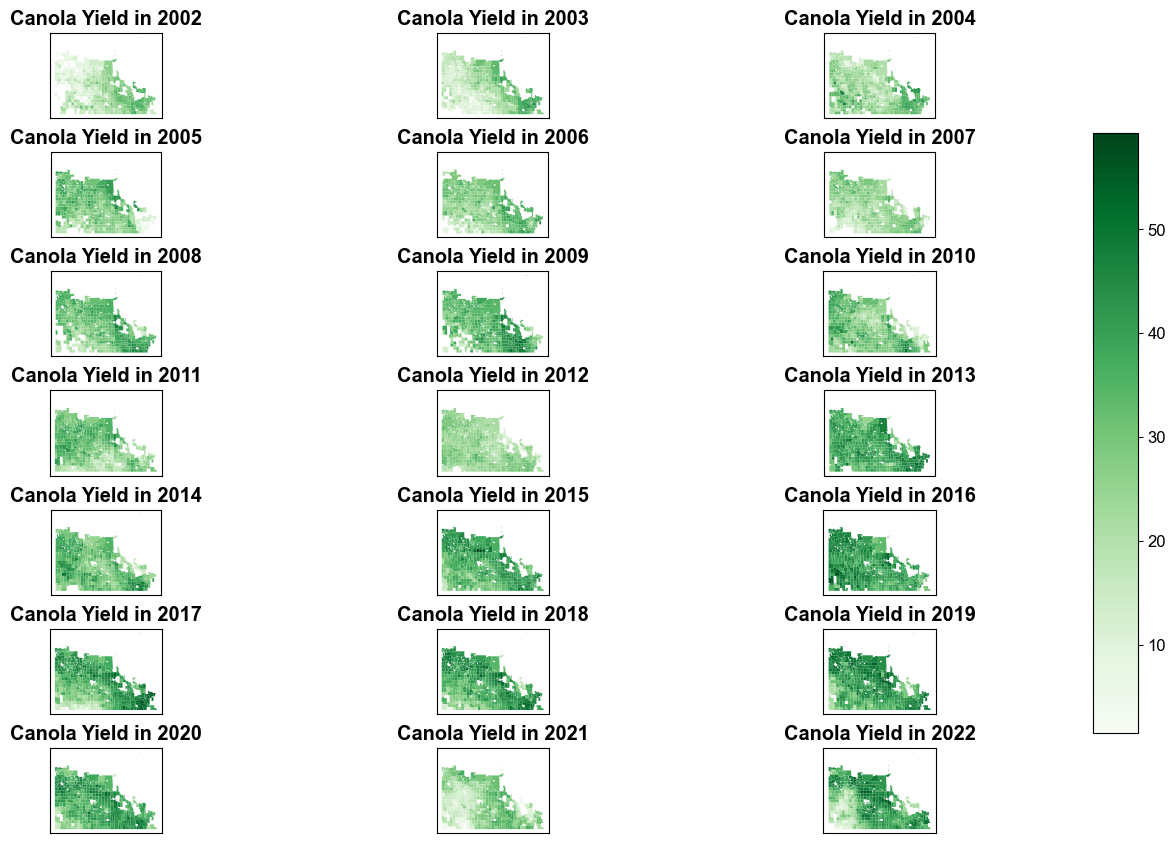 Canola Yield in 2002
Canola Yield in 2003
Canola Yield in 2004
Canola Yield in 2005
Canola Yield in 2006
Canola Yield in 2007
Canola Yield in 2008
Canola Yield in 2009
Canola Yield in 2010
Canola Yield in 2011
Canola Yield in 2012
Canola Yield in 2013
Canola Yield in 2014
Canola Yield in 2015
Canola Yield in 2016
Canola Yield in 2017
Canola Yield in 2018
Canola Yield in 2019
Canola Yield in 2020
Canola Yield in 2021
Canola Yield in 2022
50
40
30
20
10